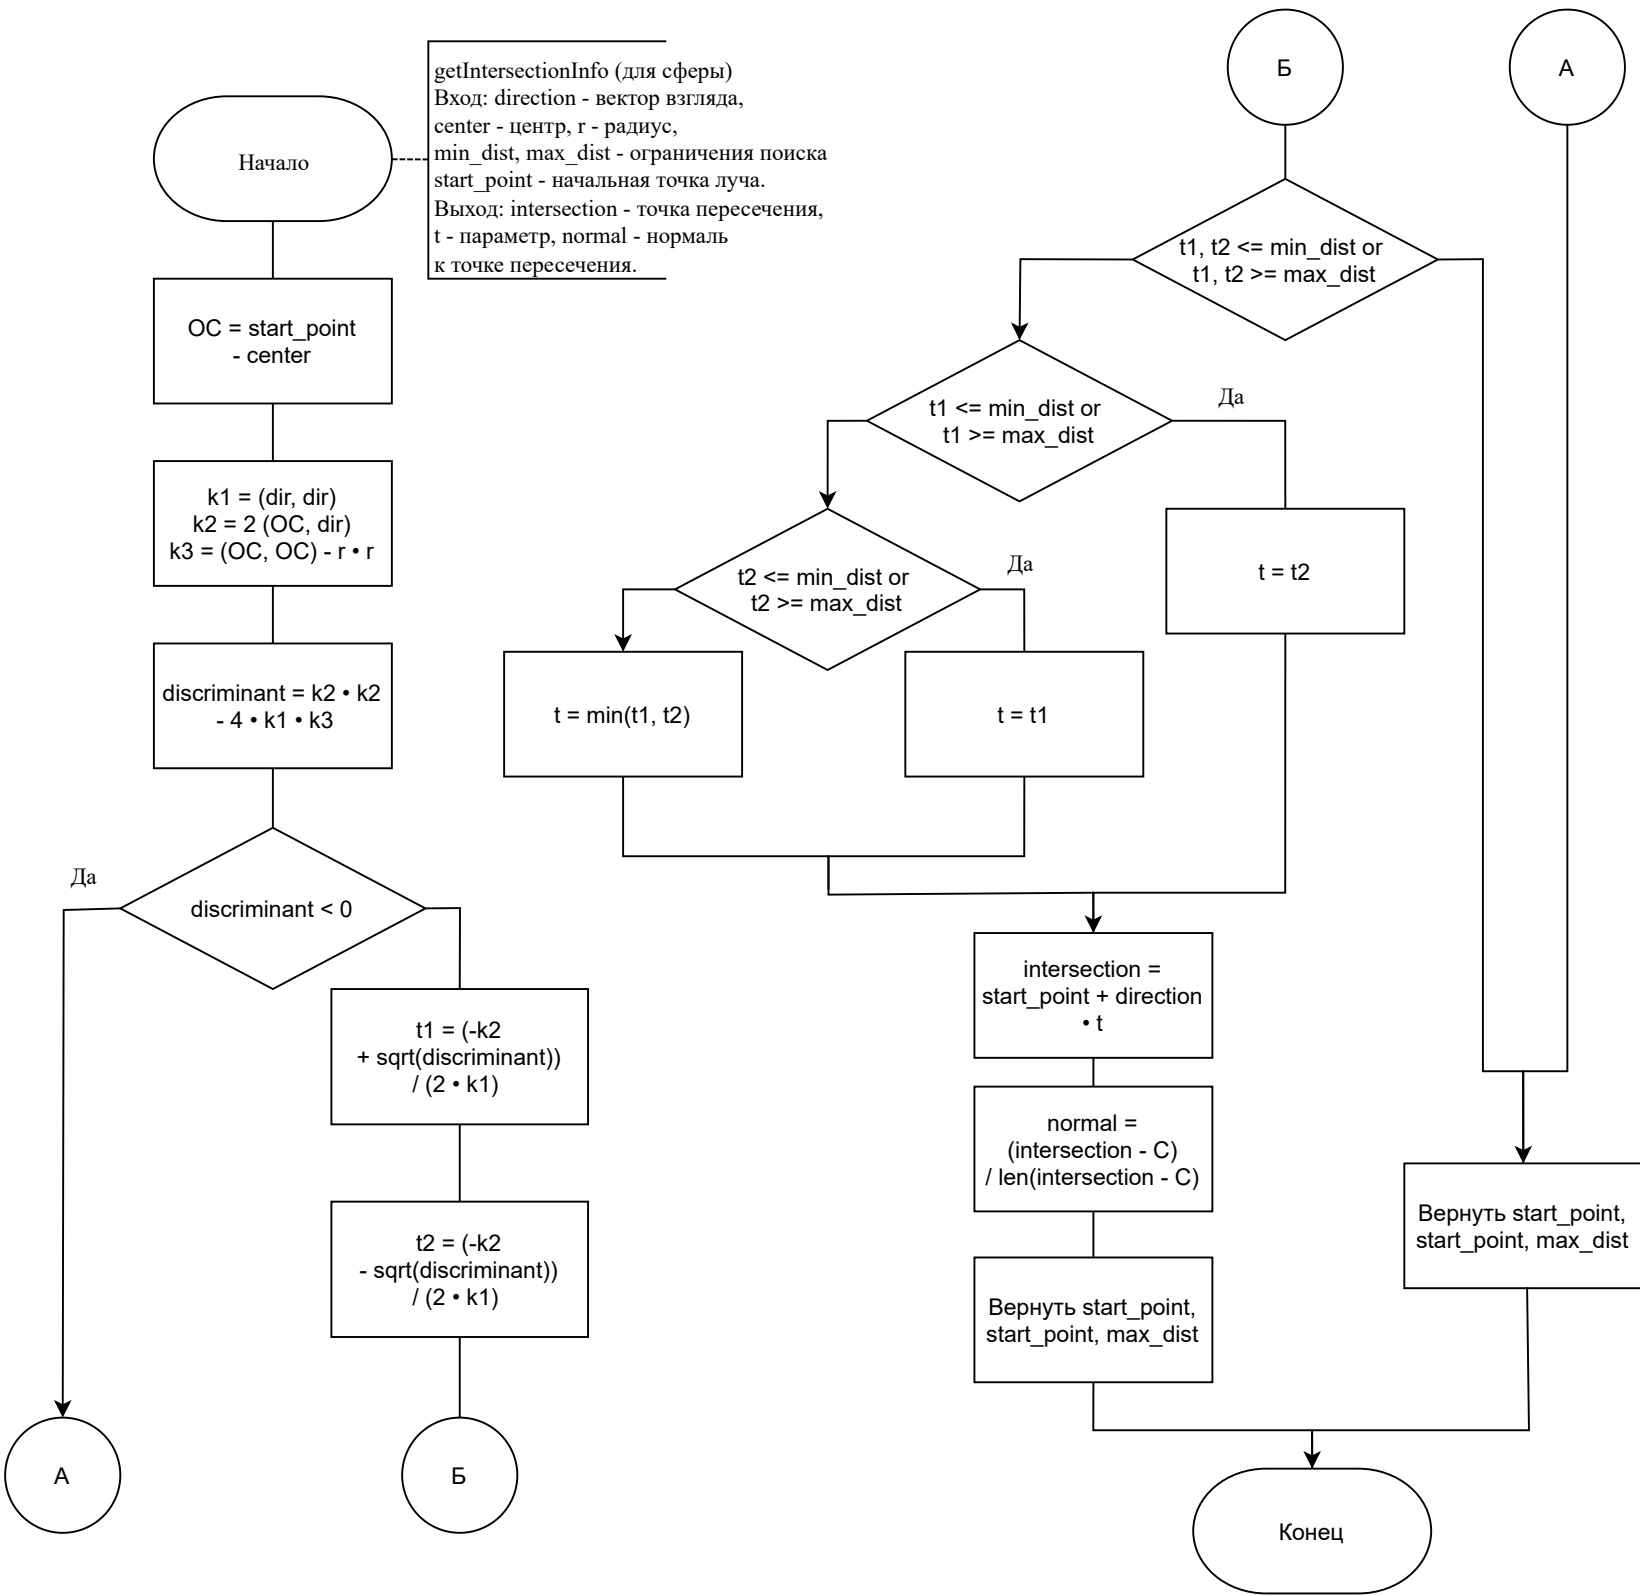 getIntersectionInfo (для сферы)
Вход: direction - вектор взгляда,
center - центр, r - радиус,
min_dist, max_dist - ограничения поиска
start_point - начальная точка луча.
Выход: intersection - точка пересечения,
t - параметр, normal - нормаль
к точке пересечения.
Начало
OC = start_point
- center
k1 = (dir, dir)
k2 = 2 (OC, dir)
k3 = (OC, OC) - r • r
discriminant = k2 • k2
- 4 • k1 • k3
Да
discriminant < 0
t1 = (-k2
+ sqrt(discriminant))
/ (2 • k1)
t2 = (-k2
- sqrt(discriminant))
/ (2 • k1)
А
Б
Б
А
t1, t2 <= min_dist or
t1, t2 >= max_dist
t1 <= min_dist or
t1 >= max_dist
Да
t2 <= min_dist or
t2 >= max_dist
Да
t = t2
t = min(t1, t2)
t = t1
intersection =
start_point + direction
• t
normal =
(intersection - C)
/ len(intersection - C)
Вернуть start_point,
start_point, max_dist
Вернуть start_point,
start_point, max_dist
Конец